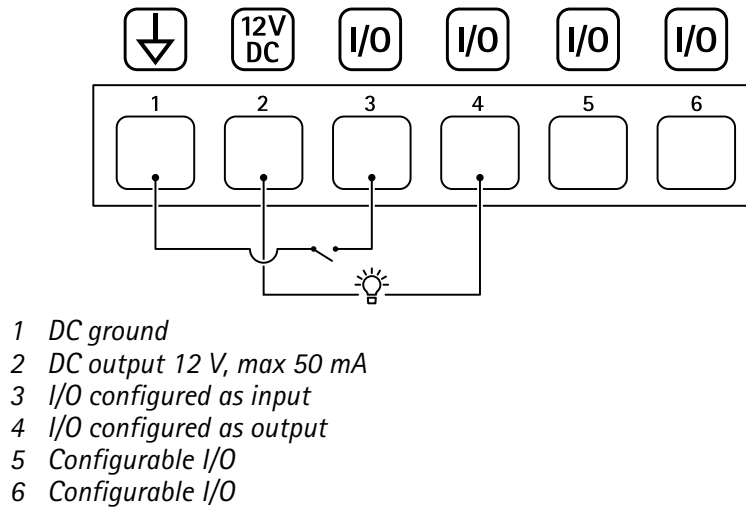 12V DC I/O I/O I/O I/O
1 2 3 4 5 6
1 DC ground
2 DC output 12 V, max 50 mA
3 I/O configured as input
4 I/O configured as output
5 Configurable I/O
6 Configurable I/O